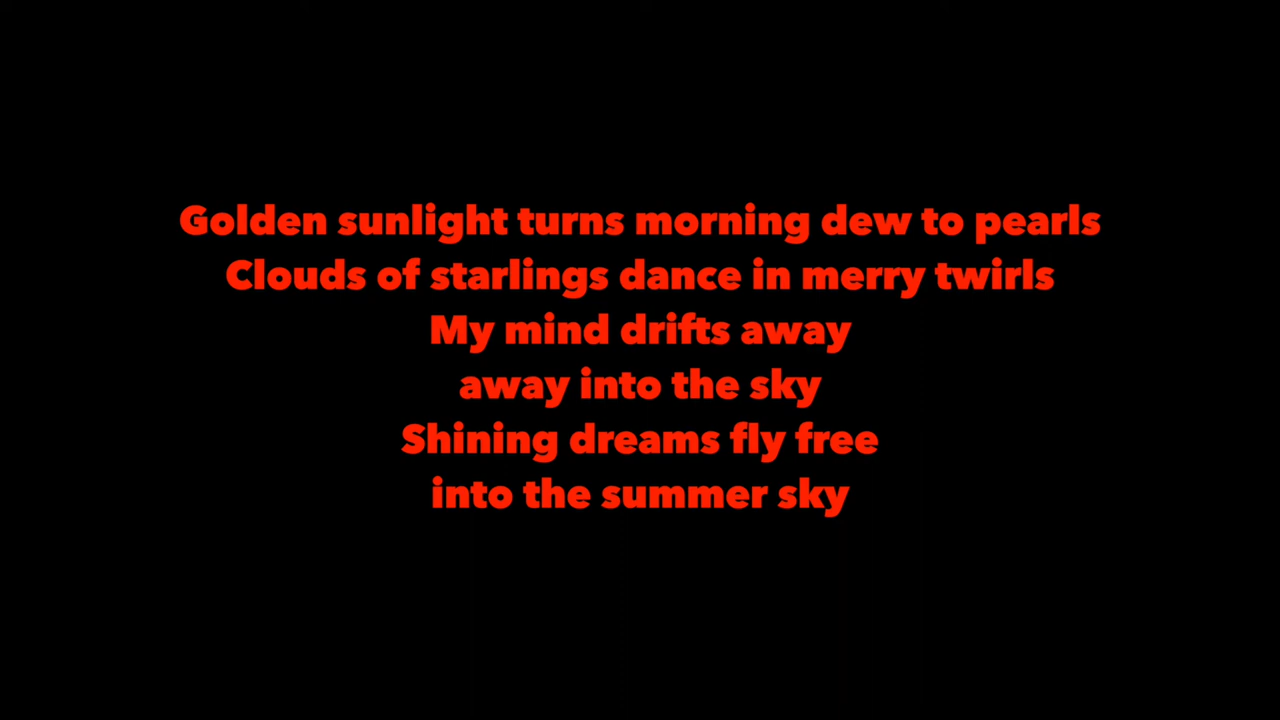 Golden sunlight turns morning dew to pearls
Clouds of starlings dance in merry twirls
My mind drifts away
away into the sky
Shining dreams fly free
into the summer sky